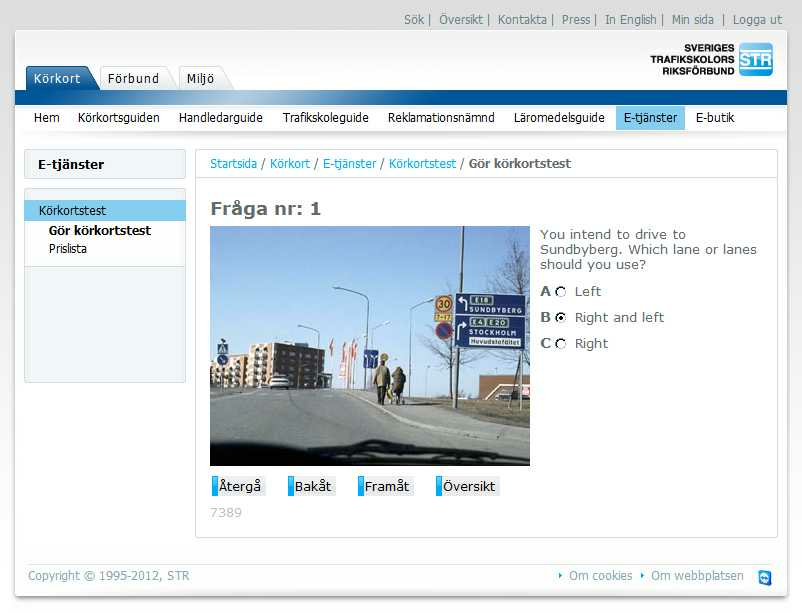 Sök | Översikt | Kontakta | Press | In English | Min sida | Logga ut
SVERIGES
TRAFIKSKOLORS
RIKSFÖRBUND
STR
Körkort Förbund Miljö
Hem Körkortsguiden Handledarguide Trafikskoleguide Reklamationsnämnd Läromedelsguide E-tjänster E-butik
E-tjänster
Körkortstest
Gör körkortstest
Prislista
Startsida / Körkort / E-tjänster / Körkortstest / Gör körkortstest
Fråga nr: 1
30
7-17
E18
SUNDBYBERG
E4 E20
STOCKHOLM
Huvudstafältet
You intend to drive to
Sundbyberg. Which lane or lanes
should you use?
A Left
B Right and left
C Right
Återgå Bakåt Framåt Översikt
7389
Copyright © 1995-2012, STR
Om cookies Om webbplatsen